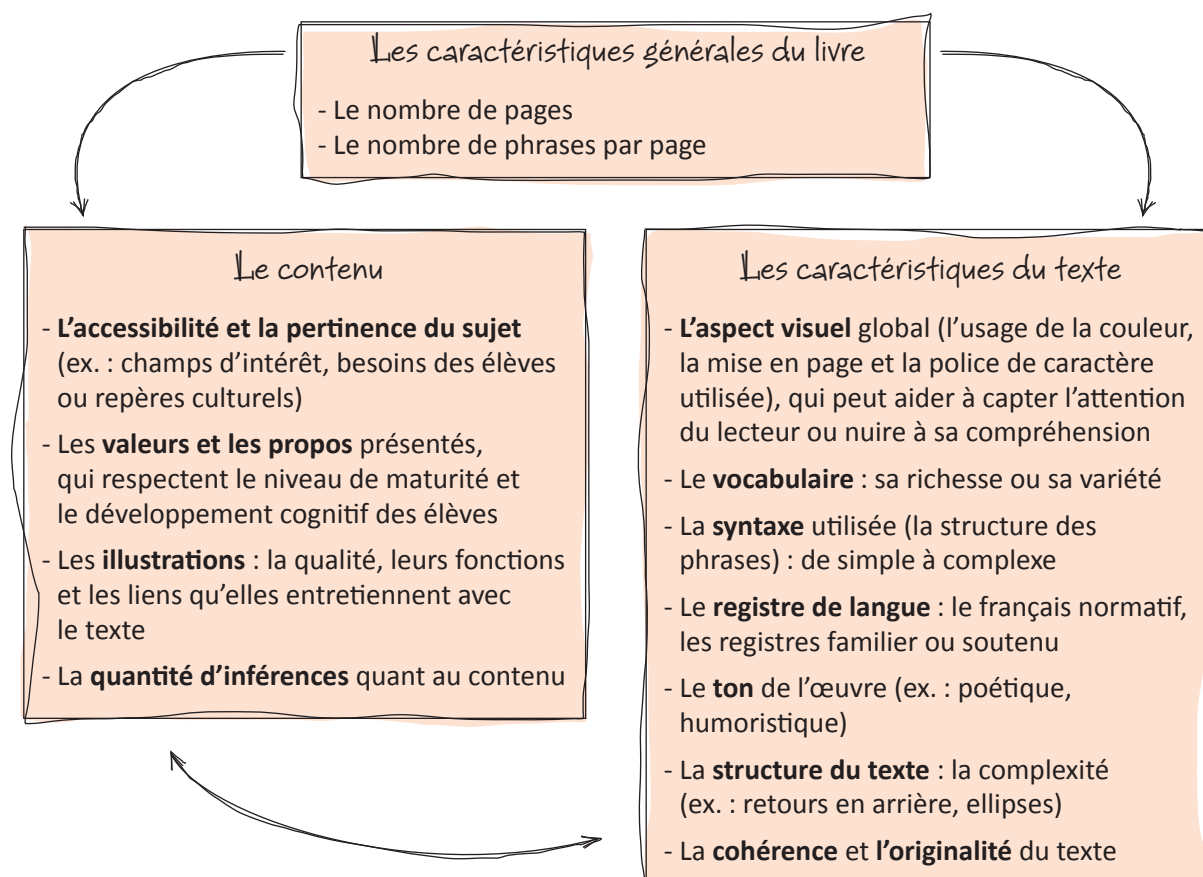 Les caractéristiques générales du livre
- Le nombre de pages
- Le nombre de phrases par page
Le contenu
- L’accessibilité et la pertinence du sujet
(ex. : champs d’intérêt, besoins des élèves
ou repères culturels)
- Les valeurs et les propos présentés,
qui respectent le niveau de maturité et
le développement cognitif des élèves
- Les illustrations : la qualité, leurs fonctions
et les liens qu’elles entretiennent avec
le texte
- La quantité d’inférences quant au contenu
Les caractéristiques du texte
- L’aspect visuel global (l’usage de la couleur,
la mise en page et la police de caractère
utilisée), qui peut aider à capter l’attention
du lecteur ou nuire à sa compréhension
- Le vocabulaire : sa richesse ou sa variété
- La syntaxe utilisée (la structure des
phrases) : de simple à complexe
- Le registre de langue : le français normatif,
les registres familier ou soutenu
- Le ton de l’œuvre (ex. : poétique,
humoristique)
- La structure du texte : la complexité
(ex. : retours en arrière, ellipses)
- La cohérence et l’originalité du texte